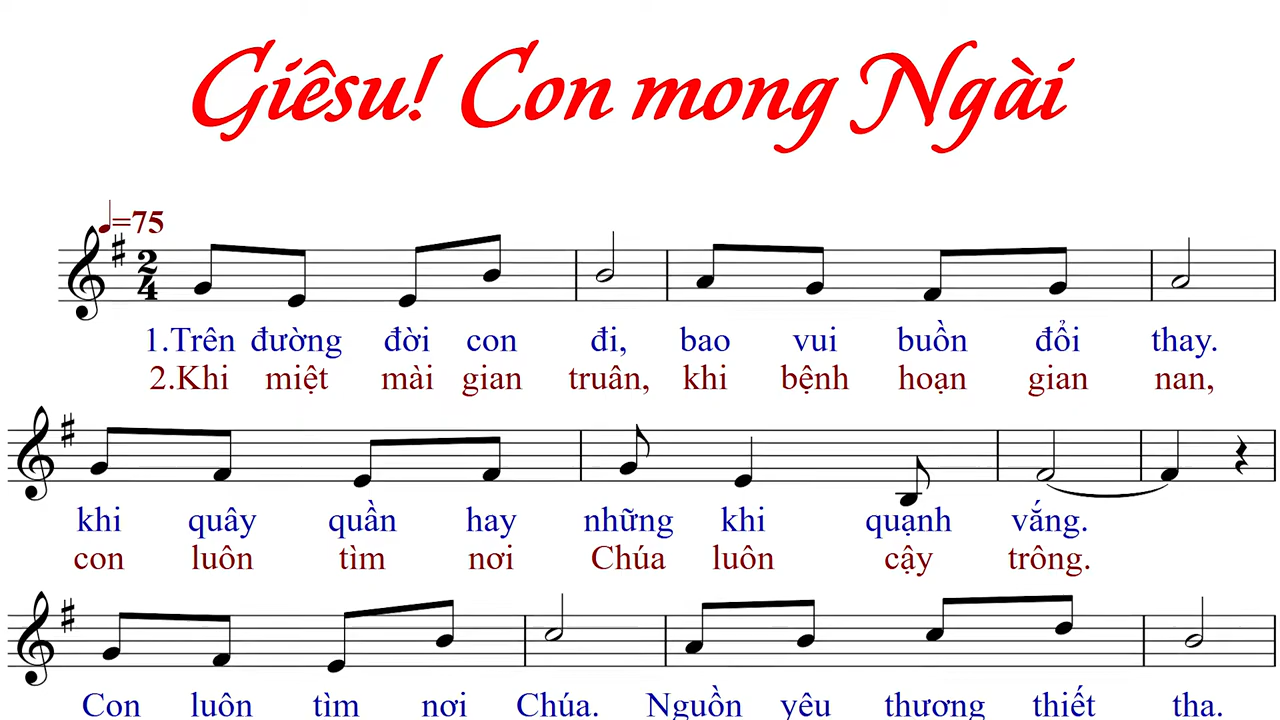 Giêsu! Con mong Ngài
♩=75
2
4
1.Trên đường đời con đi, bao vui buồn đổi thay.
2.Khi miệt mài gian truân, khi bệnh hoạn gian nan,
khi quây quần hay những khi quạnh vắng.
con luôn tìm nơi Chúa luôn cậy trông.
Con luôn tìm nơi Chúa. Nguồn yêu thương thiết tha.